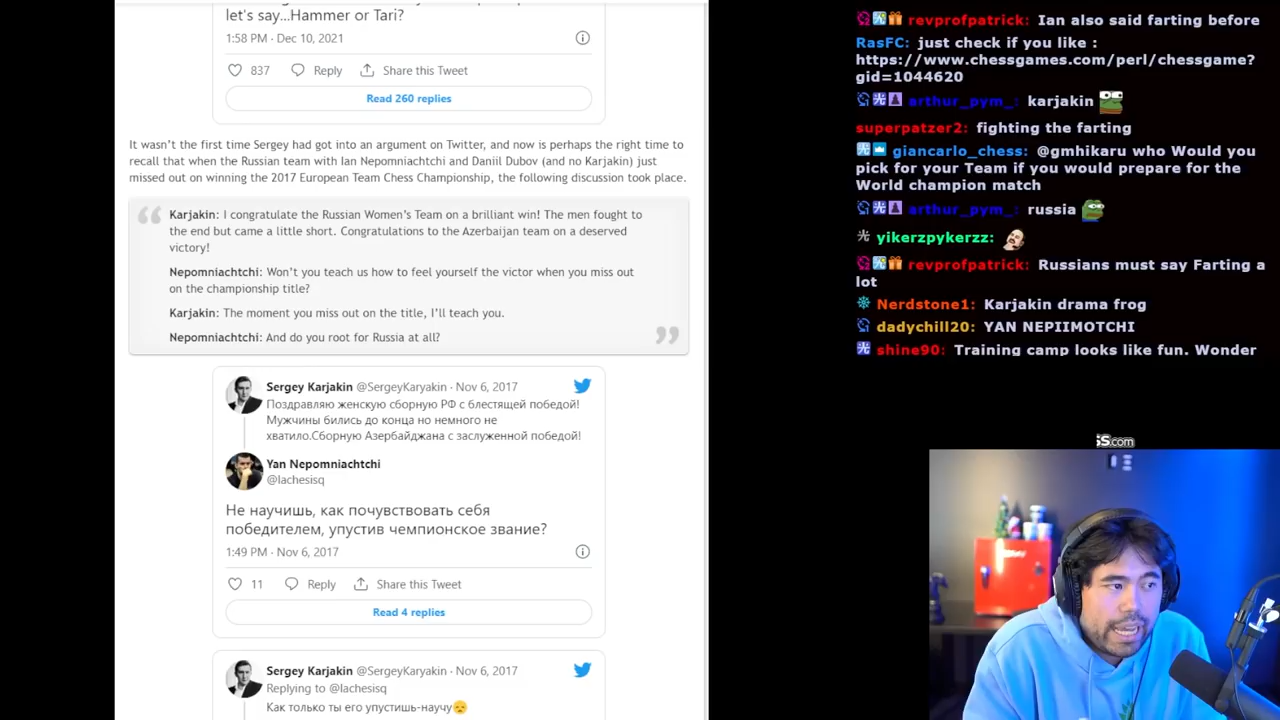 let's say...Hammer or Tari?
1:58 PM · Dec 10, 2021
837 Reply Share this Tweet
Read 260 replies
It wasn't the first time Sergey had got into an argument on Twitter, and now is perhaps the right time to
recall that when the Russian team with Ian Nepomniachtchi and Daniil Dubov (and no Karjakin) just
missed out on winning the 2017 European Team Chess Championship, the following discussion took place.
Karjakin: I congratulate the Russian Women's Team on a brilliant win! The men fought to
the end but came a little short. Congratulations to the Azerbaijan team on a deserved
victory!
Nepomniachtchi: Won't you teach us how to feel yourself the victor when you miss out
on the championship title?
Karjakin: The moment you miss out on the title, I'll teach you.
Nepomniachtchi: And do you root for Russia at all?
Sergey Karjakin @SergeyKaryakin · Nov 6, 2017
Поздравляю женскую сборную РФ с блестящей победой!
Мужчины бились до конца но немного не
хватило.Сборную Азербайджана с заслуженной победой!
Yan Nepomniachtchi
@lachesisq
Не научишь, как почувствовать себя
победителем, упустив чемпионское звание?
1:49 PM · Nov 6, 2017
11 Reply Share this Tweet
Read 4 replies
Sergey Karjakin @SergeyKaryakin · Nov 6, 2017
Replying to @lachesisq
Как только ты его упустишь-научу
revprofpatrick: Ian also said farting before
RasFC: just check if you like :
https://www.chessgames.com/perl/chessgame?
gid=1044620
arthur_pym_: karjakin
superpatzer2: fighting the farting
giancarlo_chess: @gmhikaru who Would you
pick for your Team if you would prepare for the
World champion match
arthur_pym_: russia
yikerzpykerzz:
revprofpatrick: Russians must say Farting a
lot
Nerdstone1: Karjakin drama frog
dadychill20: YAN NEPIIMOTCHI
shine90: Training camp looks like fun. Wonder